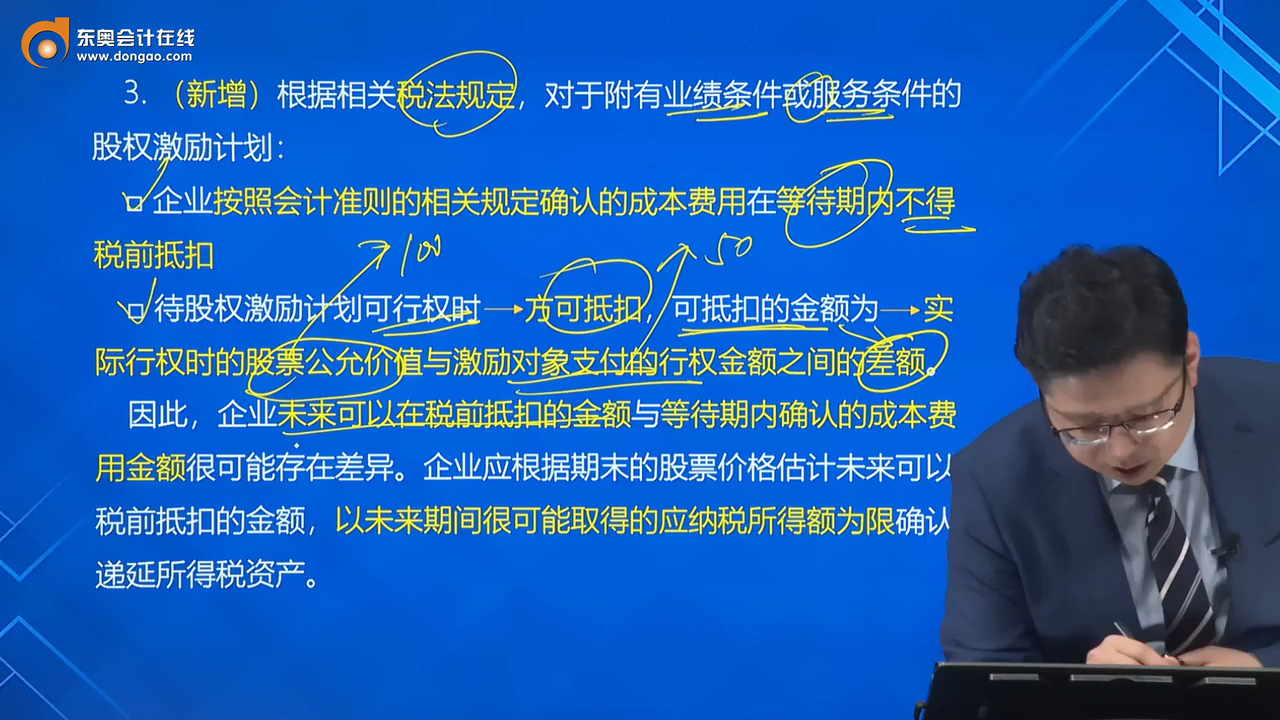 东奥会计在线
www.dongao.com
3. （新增）根据相关税法规定，对于附有业绩条件或服务条件的
股权激励计划：
□ 企业按照会计准则的相关规定确认的成本费用在等待期内不得
税前抵扣
100
50
□ 待股权激励计划可行权时→方可抵扣，可抵扣的金额为→实
际行权时的股票公允价值与激励对象支付的行权金额之间的差额。
因此，企业未来可以在税前抵扣的金额与等待期内确认的成本费
用金额很可能存在差异。企业应根据期末的股票价格估计未来可以
税前抵扣的金额，以未来期间很可能取得的应纳税所得额为限确认
递延所得税资产。